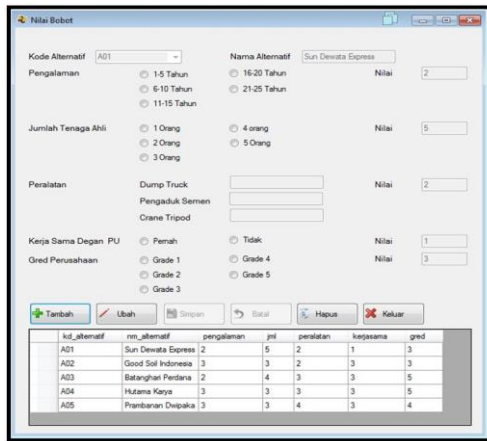 Nilai Bobot
Kode Alternatif A01 Nama Alternatif Sun Dewata Express
Pengalaman 1-5 Tahun 16-20 Tahun Nilai 2
6-10 Tahun 21-25 Tahun
11-15 Tahun
Jumlah Tenaga Ahli 1 Orang 4 orang Nilai 5
2 Orang 5 Orang
3 Orang
Peralatan Dump Truck Nilai 2
Pengaduk Semen
Crane Tripod
Kerja Sama Degan PU Pernah Tidak Nilai 1
Gred Perusahaan Grade 1 Grade 4 Nilai 3
Grade 2 Grade 5
Grade 3
Tambah Ubah Simpan Batal Hapus Keluar
kd_alternatif nm_alternatif pengalaman jml peralatan kerjasama gred
A01 Sun Dewata Express 2 5 2 1 3
A02 Good Soil Indonesia 3 3 2 3 3
A03 Batanghari Perdana 2 4 3 3 5
A04 Hutama Karya 3 3 3 3 5
A05 Prambanan Dwipaka 3 3 4 3 4